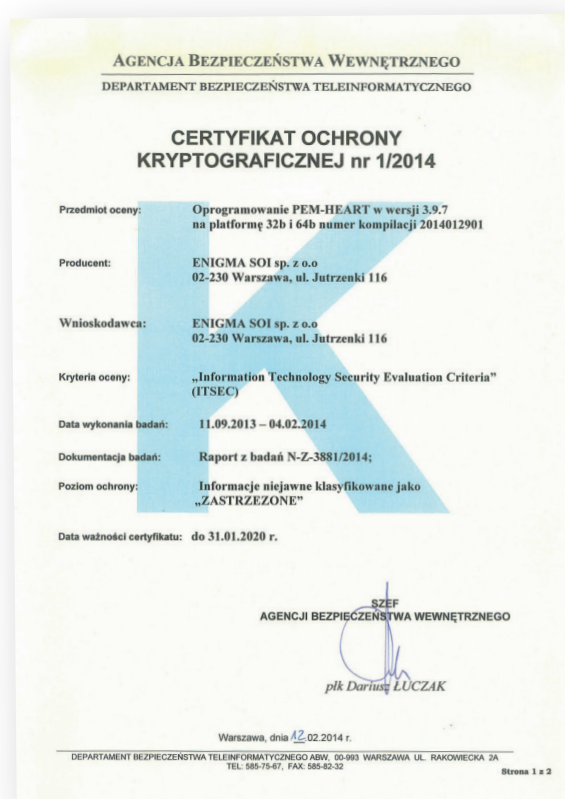 AGENCJA BEZPIECZEŃSTWA WEWNĘTRZNEGO
DEPARTAMENT BEZPIECZEŃSTWA TELEINFORMATYCZNEGO
CERTYFIKAT OCHRONY
KRYPTOGRAFICZNEJ nr 1/2014
Przedmiot oceny: Oprogramowanie PEM-HEART w wersji 3.9.7
na platformę 32b i 64b numer kompilacji 2014012901
Producent: ENIGMA SOI sp. z o.o
02-230 Warszawa, ul. Jutrzenki 116
Wnioskodawca: ENIGMA SOI sp. z o.o
02-230 Warszawa, ul. Jutrzenki 116
Kryteria oceny: „Information Technology Security Evaluation Criteria”
(ITSEC)
Data wykonania badań: 11.09.2013 – 04.02.2014
Dokumentacja badań: Raport z badań N-Z-3881/2014;
Poziom ochrony: Informacje niejawne klasyfikowane jako
„ZASTRZEZONE”
Data ważności certyfikatu: do 31.01.2020 r.
SZEF
AGENCJI BEZPIECZEŃSTWA WEWNĘTRZNEGO
płk Dariusz ŁUCZAK
Warszawa, dnia 12.02.2014 r.
DEPARTAMENT BEZPIECZEŃSTWA TELEINFORMATYCZNEGO ABW, 00-993 WARSZAWA UL. RAKOWIECKA 2A
TEL: 585-75-67, FAX: 585-82-32
Strona 1 z 2
K